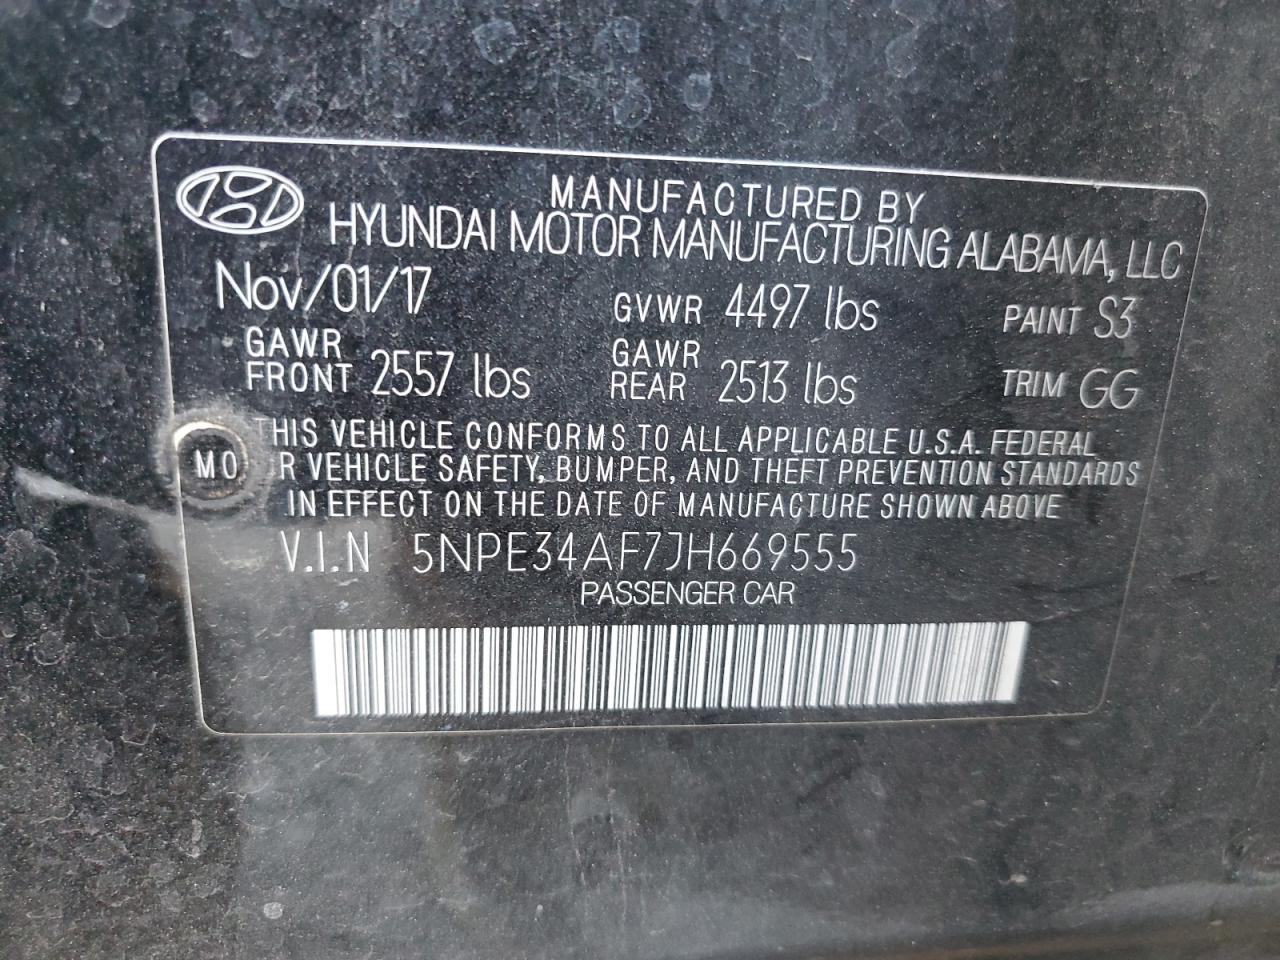 MANUFACTURED BY
HYUNDAI MOTOR MANUFACTURING ALABAMA, LLC
Nov/01/17 GVWR 4497 lbs PAINT S3
GAWR FRONT 2557 lbs GAWR REAR 2513 lbs TRIM GG
THIS VEHICLE CONFORMS TO ALL APPLICABLE U.S.A. FEDERAL
MO R VEHICLE SAFETY, BUMPER, AND THEFT PREVENTION STANDARDS
IN EFFECT ON THE DATE OF MANUFACTURE SHOWN ABOVE
V.I.N 5NPE34AF7JH669555
PASSENGER CAR